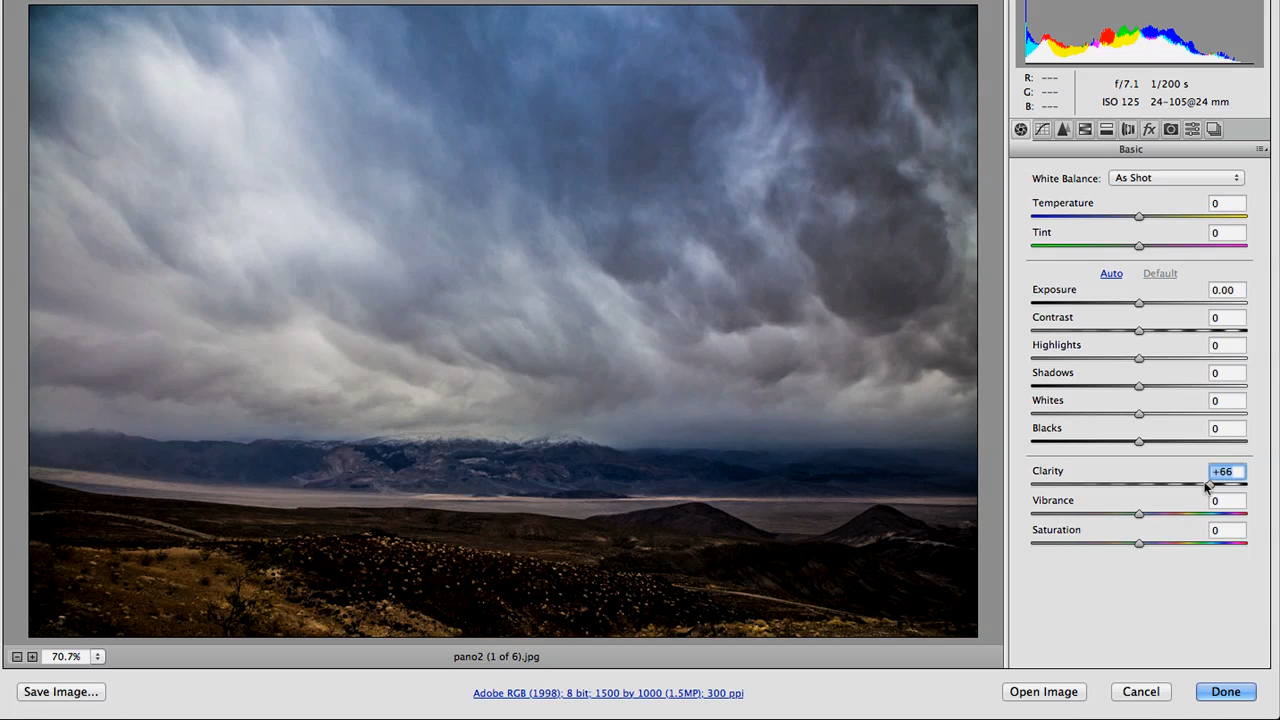 R: ---
G: ---
B: ---
f/7.1 1/200 s
ISO 125 24-105@24 mm
fx
Basic
White Balance: As Shot
Temperature 0
Tint 0
Auto Default
Exposure 0.00
Contrast 0
Highlights 0
Shadows 0
Whites 0
Blacks 0
Clarity +66
Vibrance 0
Saturation 0
70.7% pano2 (1 of 6).jpg
Save Image... Adobe RGB (1998); 8 bit; 1500 by 1000 (1.5MP); 300 ppi Open Image Cancel Done